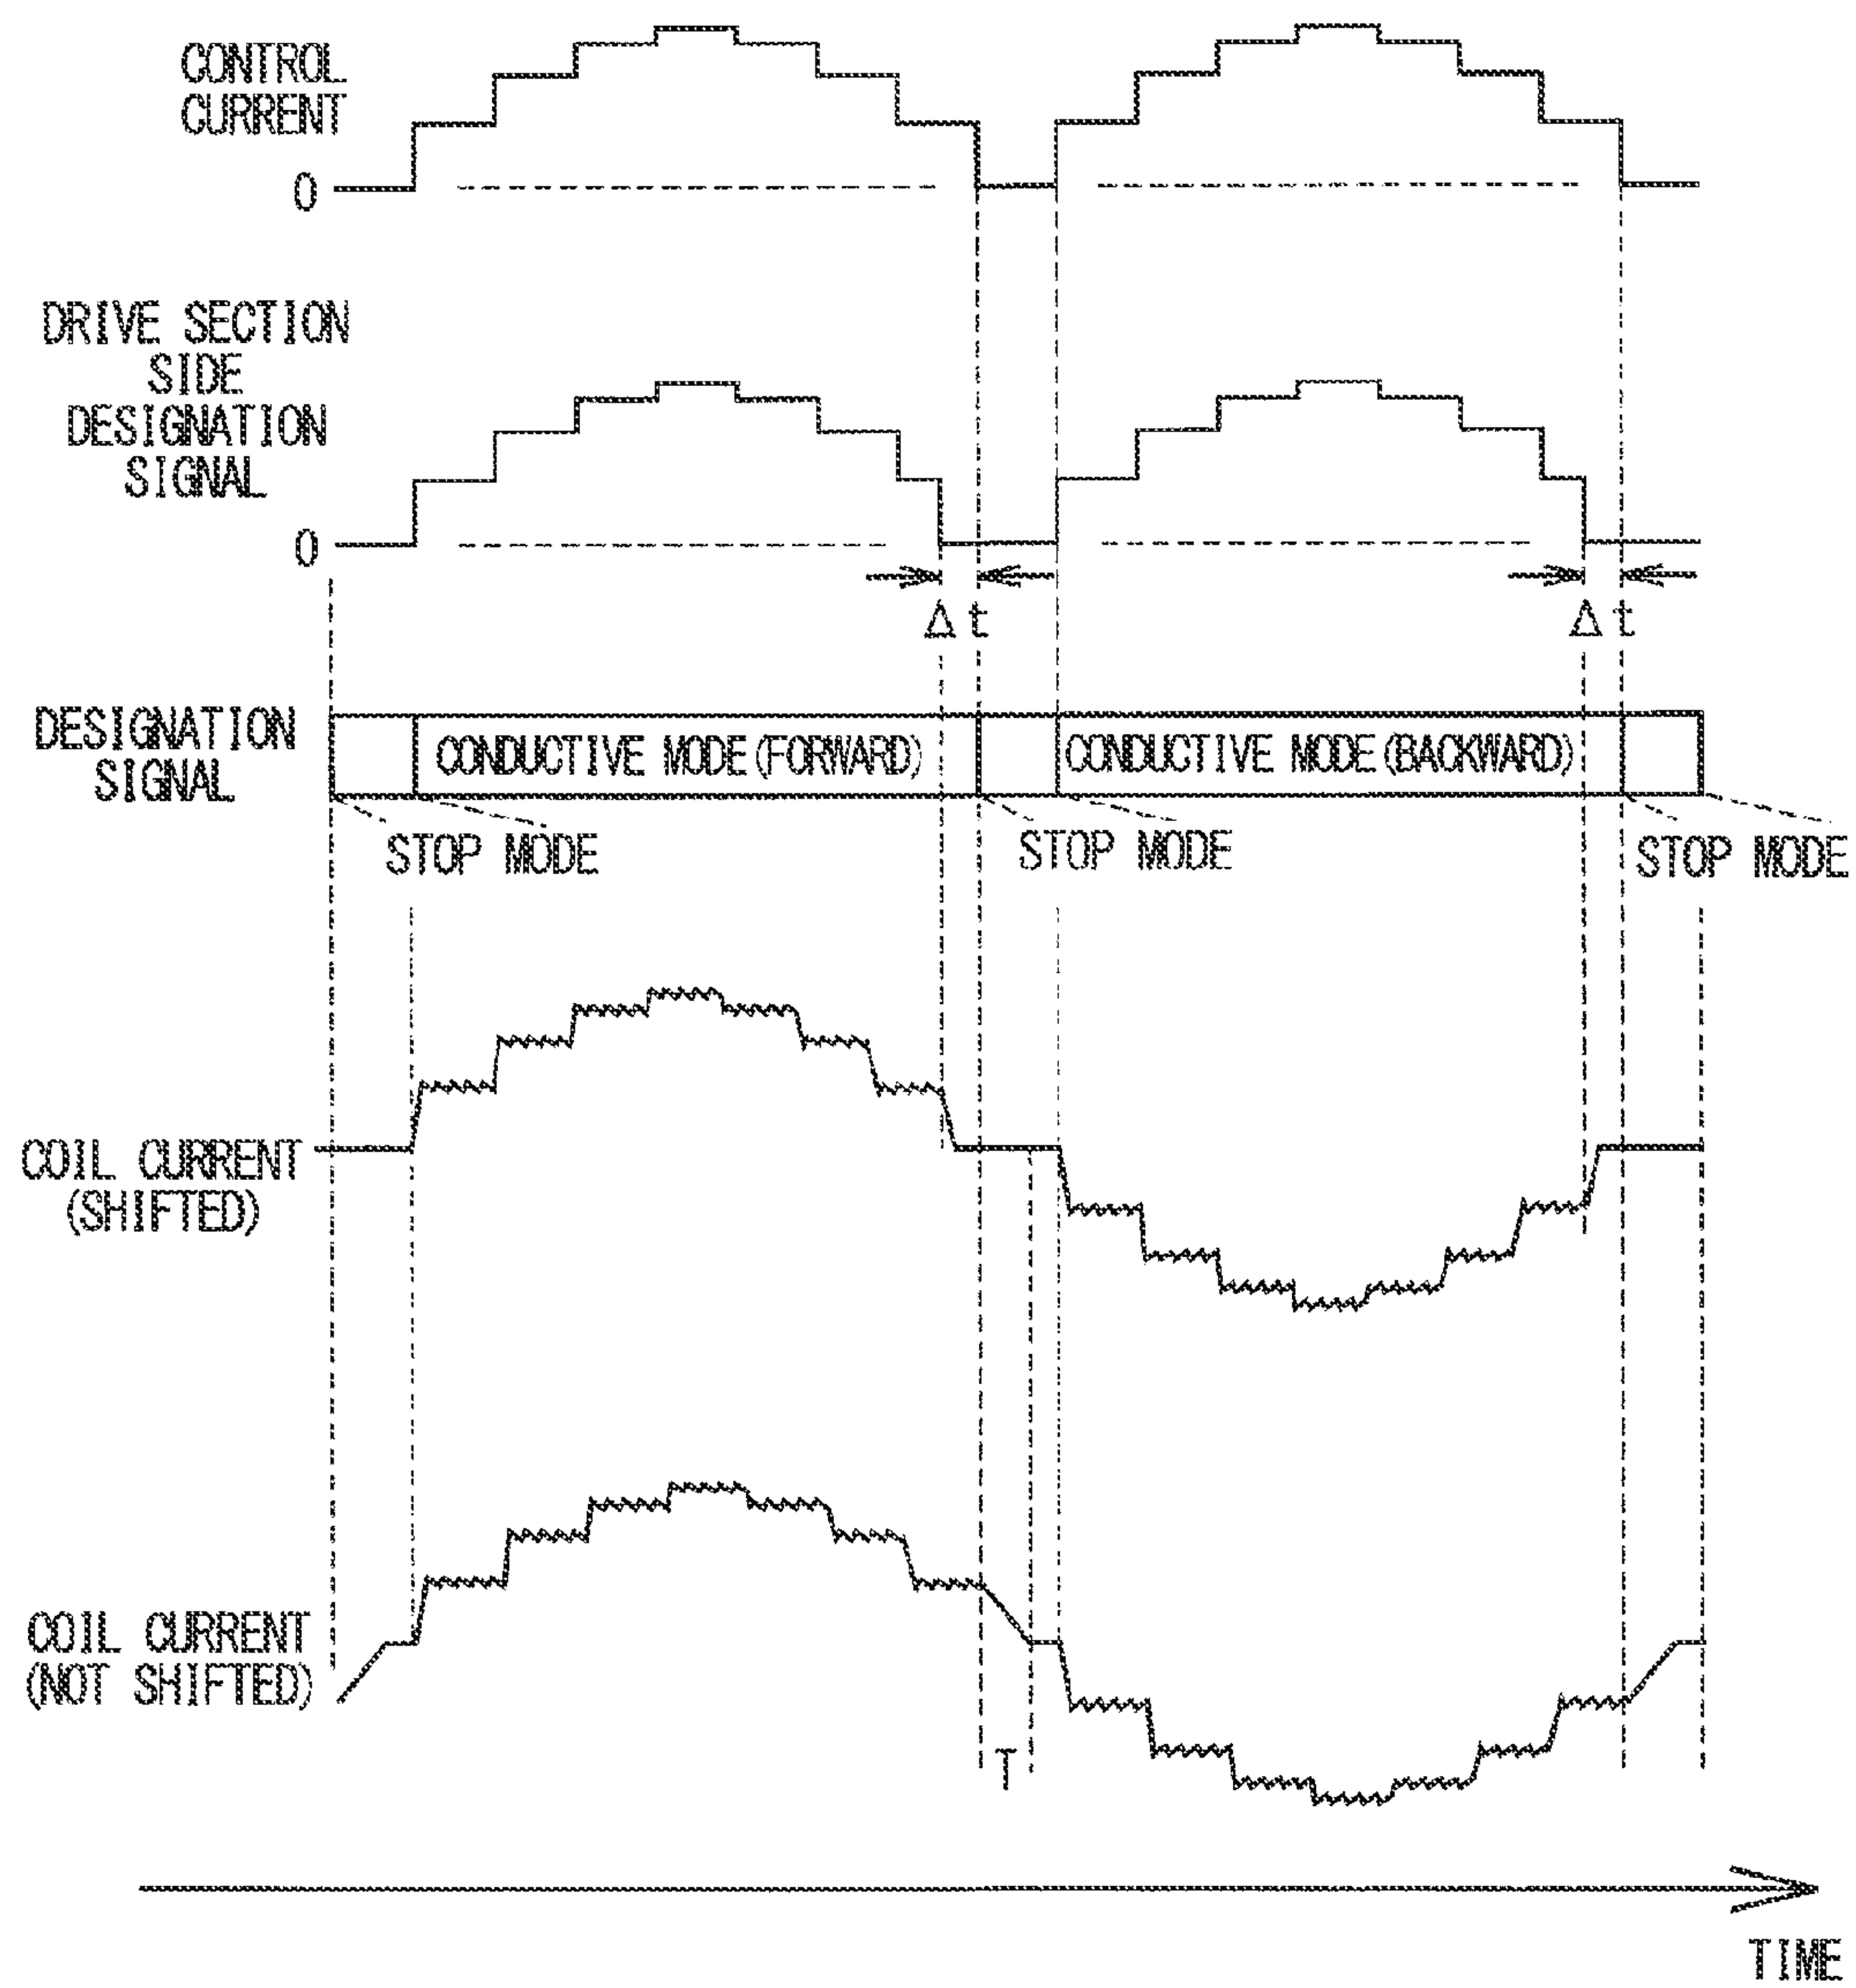 CONTROL
CURRENT
0
DRIVE SECTION
SIDE
DESIGNATION
SIGNAL
0
Δt
Δt
DESIGNATION
SIGNAL
CONDUCTIVE MODE(FORWARD)
CONDUCTIVE MODE(BACKWARD)
STOP MODE
STOP MODE
STOP MODE
COIL CURRENT
(SHIFTED)
COIL CURRENT
(NOT SHIFTED)
T
TIME